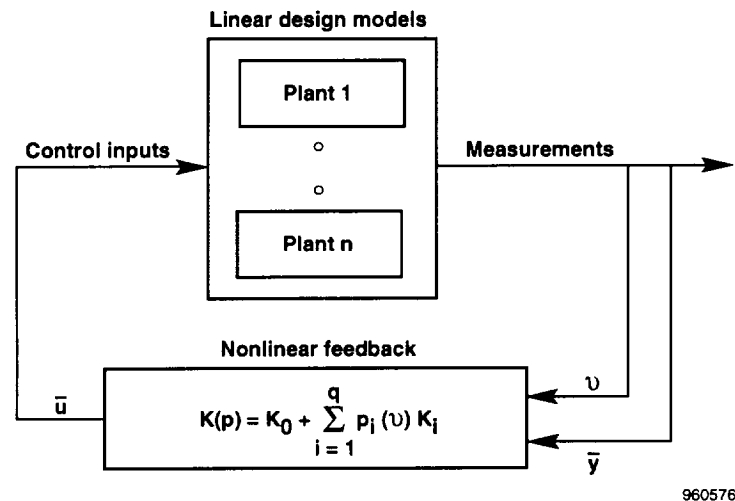 Linear design models
Plant 1
Control inputs
Measurements
Plant n
Nonlinear feedback
ū
K(p) = K₀ + ∑ᵢ₌₁^q pᵢ (υ) Kᵢ
υ
ȳ
960576